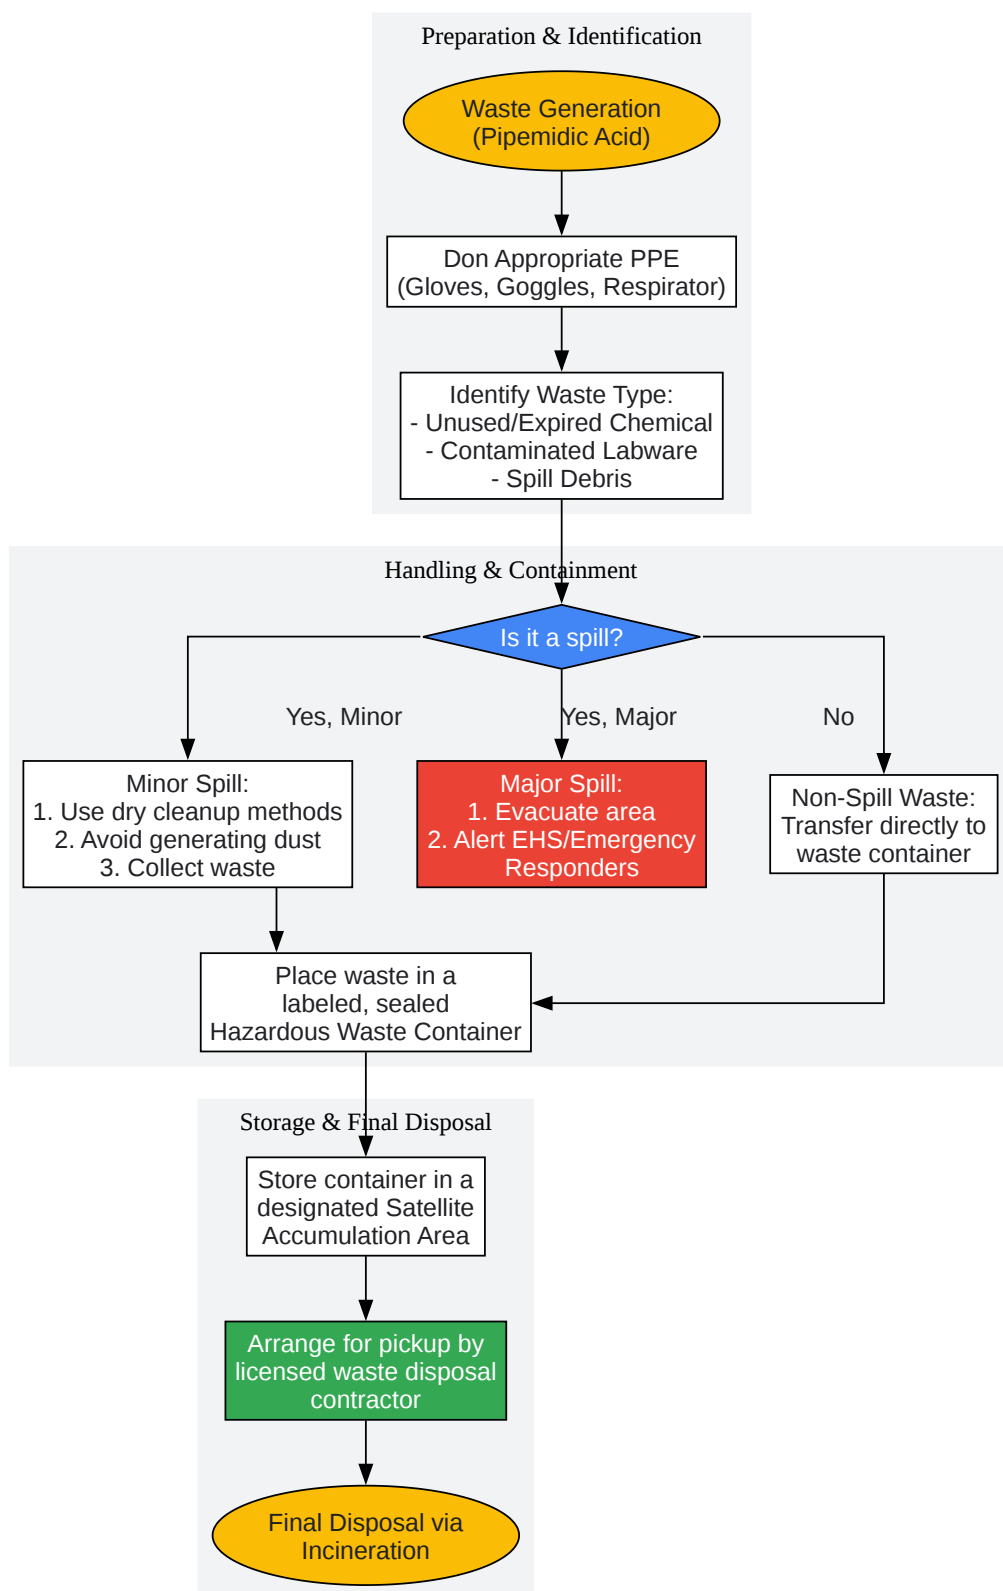 Preparation & Identification
Waste Generation
(Pipemidic Acid)
Don Appropriate PPE
(Gloves, Goggles, Respirator)
Identify Waste Type:
- Unused/Expired Chemical
- Contaminated Labware
- Spill Debris
Handling & Containment
Is it a spill?
Yes, Minor
Yes, Major
No
Minor Spill:
1. Use dry cleanup methods
2. Avoid generating dust
3. Collect waste
Major Spill:
1. Evacuate area
2. Alert EHS/Emergency
Responders
Non-Spill Waste:
Transfer directly to
waste container
Place waste in a
labeled, sealed
Hazardous Waste Container
Storage & Final Disposal
Store container in a
designated Satellite
Accumulation Area
Arrange for pickup by
licensed waste disposal
contractor
Final Disposal via
Incineration